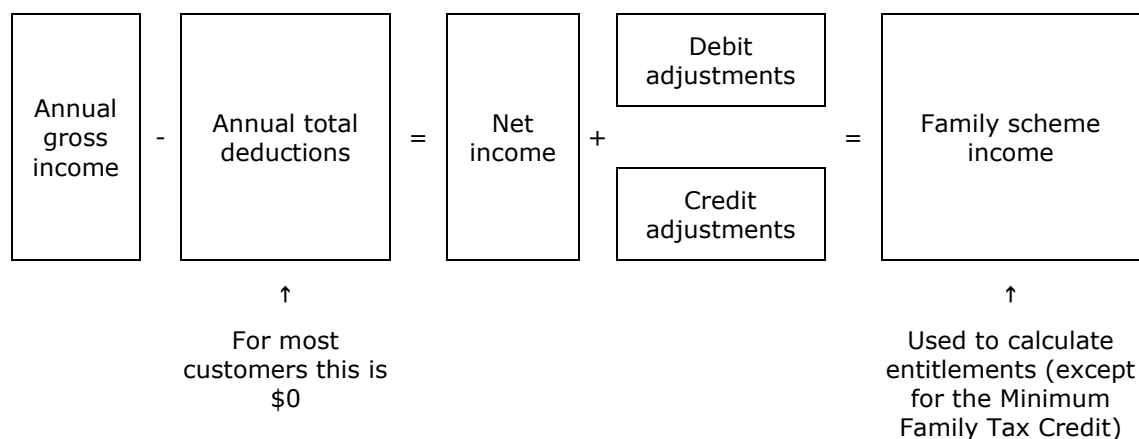 Annual
gross
income
-
Annual total
deductions
=
Net
income
+
Debit
adjustments
Credit
adjustments
=
Family scheme
income
↑
For most
customers this is
$0
↑
Used to calculate
entitlements (except
for the Minimum
Family Tax Credit)